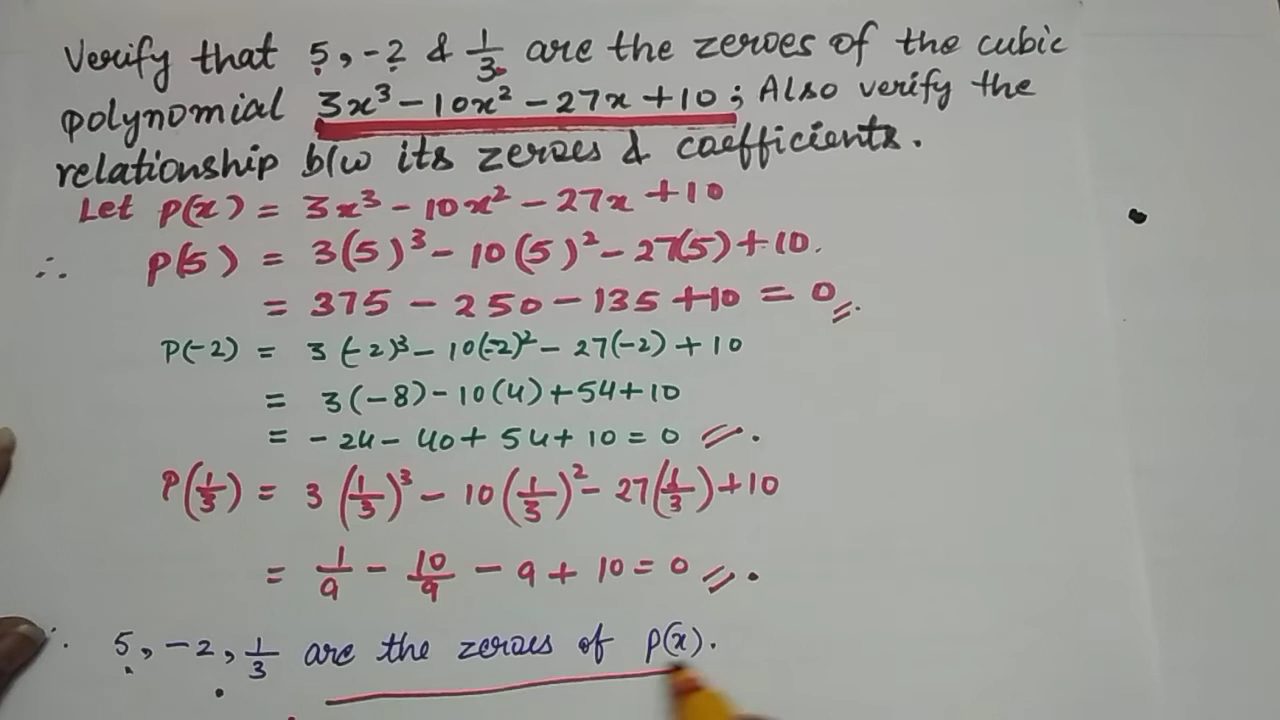 Verify that 5, -2 & 1/3 are the zeroes of the cubic
polynomial 3x³ - 10x² - 27x + 10 ; Also verify the
relationship b/w its zeroes & coefficients.
Let P(x) = 3x³ - 10x² - 27x + 10
∴ P(5) = 3(5)³ - 10(5)² - 27(5) + 10.
= 375 - 250 - 135 + 10 = 0 //.
P(-2) = 3(-2)³ - 10(-2)² - 27(-2) + 10
= 3(-8) - 10(4) + 54 + 10
= -24 - 40 + 54 + 10 = 0 //.
P(1/3) = 3(1/3)³ - 10(1/3)² - 27(1/3) + 10
= 1/9 - 10/9 - 9 + 10 = 0 //.
∴ 5, -2, 1/3 are the zeroes of P(x).